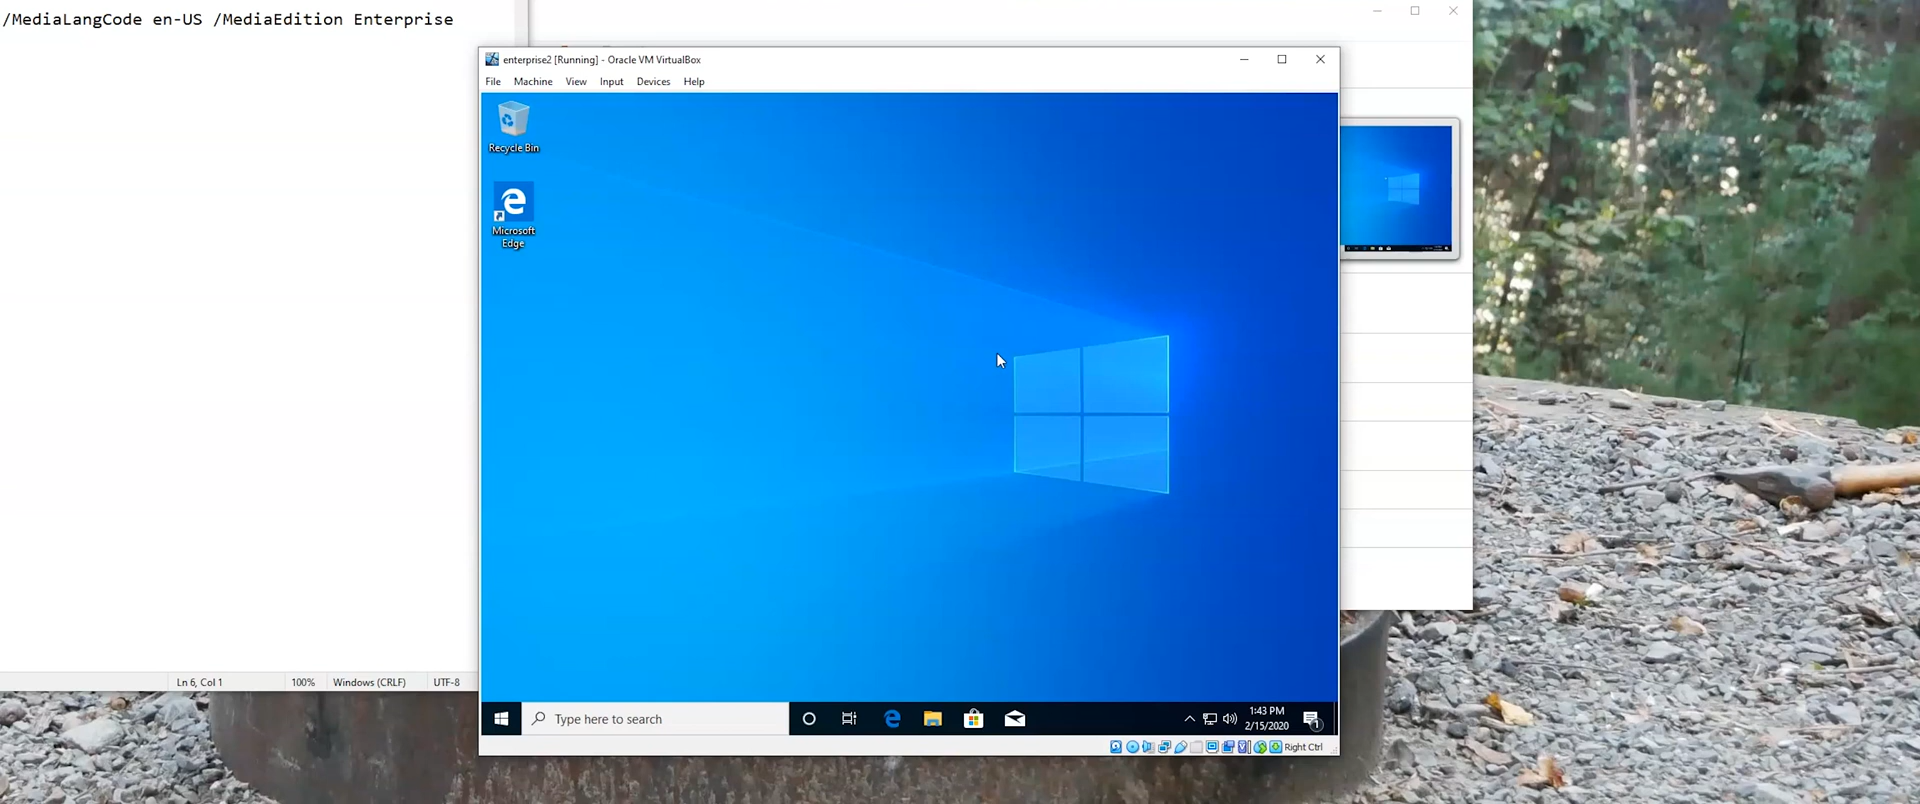 /MediaLangCode en-US /MediaEdition Enterprise
enterprise2 [Running] - Oracle VM VirtualBox
File Machine View Input Devices Help
Recycle Bin
Microsoft
Edge
Ln 6, Col 1 100% Windows (CRLF) UTF-8
Type here to search
1:43 PM
2/15/2020
1
Right Ctrl